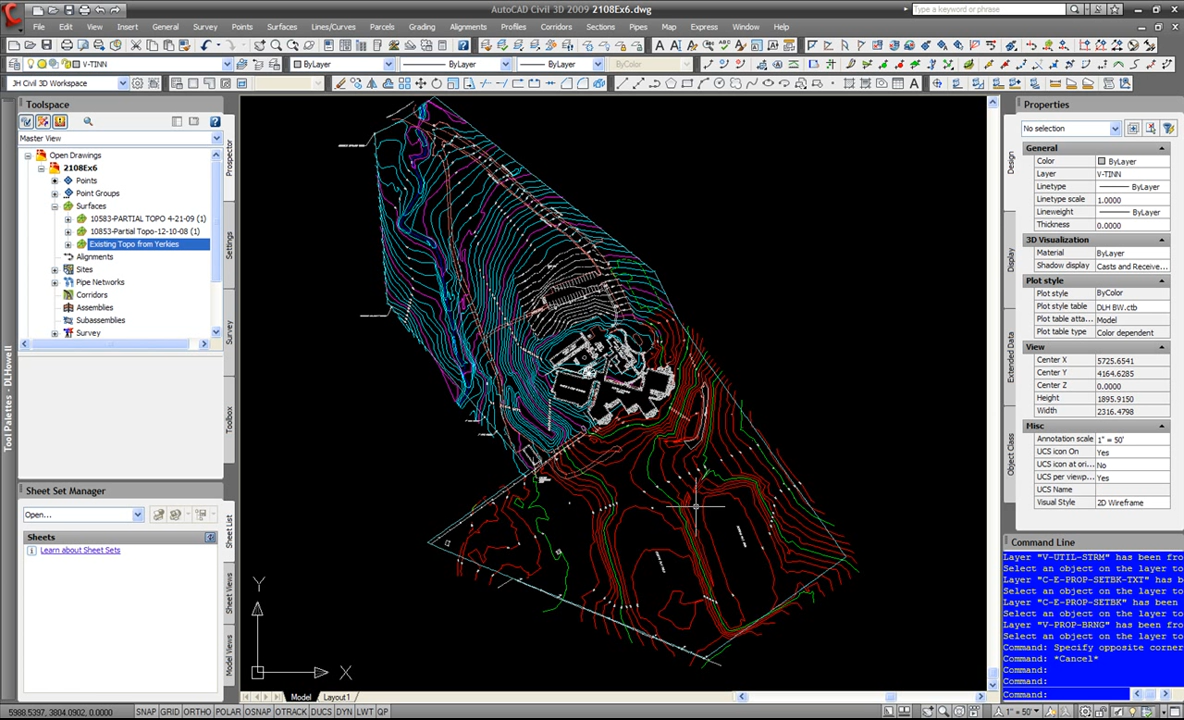 AutoCAD Civil 3D 2009 2108Ex6.dwg
Type a keyword or phrase
File Edit View Insert General Survey Points Surfaces Lines/Curves Parcels Grading Alignments Profiles Corridors Sections Pipes Map Express Window Help
V-TINN
ByLayer
ByLayer
ByLayer
ByColor
JH Civil 3D Workspace
Toolspace
Master View
Open Drawings
2108Ex6
Points
Point Groups
Surfaces
10583-PARTIAL TOPO 4-21-09 (1)
10853-Partial Topo-12-10-08 (1)
Existing Topo from Yerkies
Alignments
Sites
Pipe Networks
Corridors
Assemblies
Subassemblies
Survey
Prospector
Settings
Survey
Toolbox
Tool Palettes - DLHowell
Sheet Set Manager
Open...
Sheets
Learn about Sheet Sets
Sheet List
Sheet Views
Model Views
Y
X
Model
Layout1
Properties
No selection
Design
Display
Extended Data
Object Class
General
Color ByLayer
Layer V-TINN
Linetype ByLayer
Linetype scale 1.0000
Lineweight ByLayer
Thickness 0.0000
3D Visualization
Material ByLayer
Shadow display Casts and Receive...
Plot style
Plot style ByColor
Plot style table DLH BW.ctb
Plot table atta... Model
Plot table type Color dependent
View
Center X 5725.6541
Center Y 4164.6285
Center Z 0.0000
Height 1895.9150
Width 2316.4798
Misc
Annotation scale 1" = 50'
UCS icon On Yes
UCS icon at ori... No
UCS per viewp... Yes
UCS Name
Visual Style 2D Wireframe
Command Line
Layer "V-UTIL-STRM" has been fro
Select an object on the layer to
Layer "C-E-PROP-SETBK-TXT" has b
Select an object on the layer to
Layer "C-E-PROP-SETBK" has been
Select an object on the layer to
Layer "V-PROP-BRNG" has been fro
Select an object on the layer to
Command: Specify opposite corner
Command: *Cancel*
Command:
Command:
Command:
5988.5397, 3804.0902, 0.0000
SNAP GRID ORTHO POLAR OSNAP OTRACK DUCS DYN LWT QP
1" = 50'